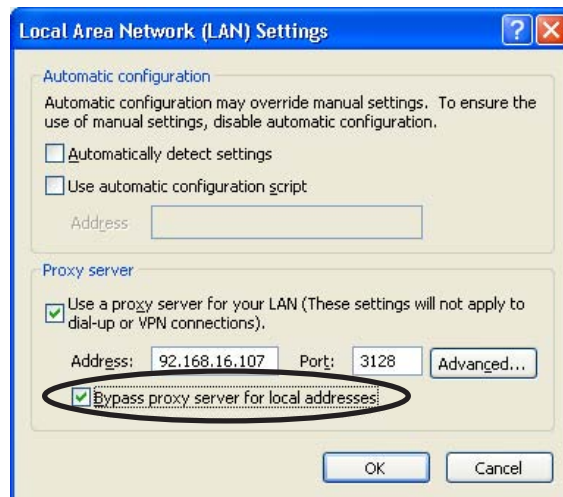 Local Area Network (LAN) Settings
Automatic configuration
Automatic configuration may override manual settings. To ensure the
use of manual settings, disable automatic configuration.
Automatically detect settings
Use automatic configuration script
Address
Proxy server
Use a proxy server for your LAN (These settings will not apply to
dial-up or VPN connections).
Address: 92.168.16.107 Port: 3128 Advanced...
Bypass proxy server for local addresses
OK Cancel